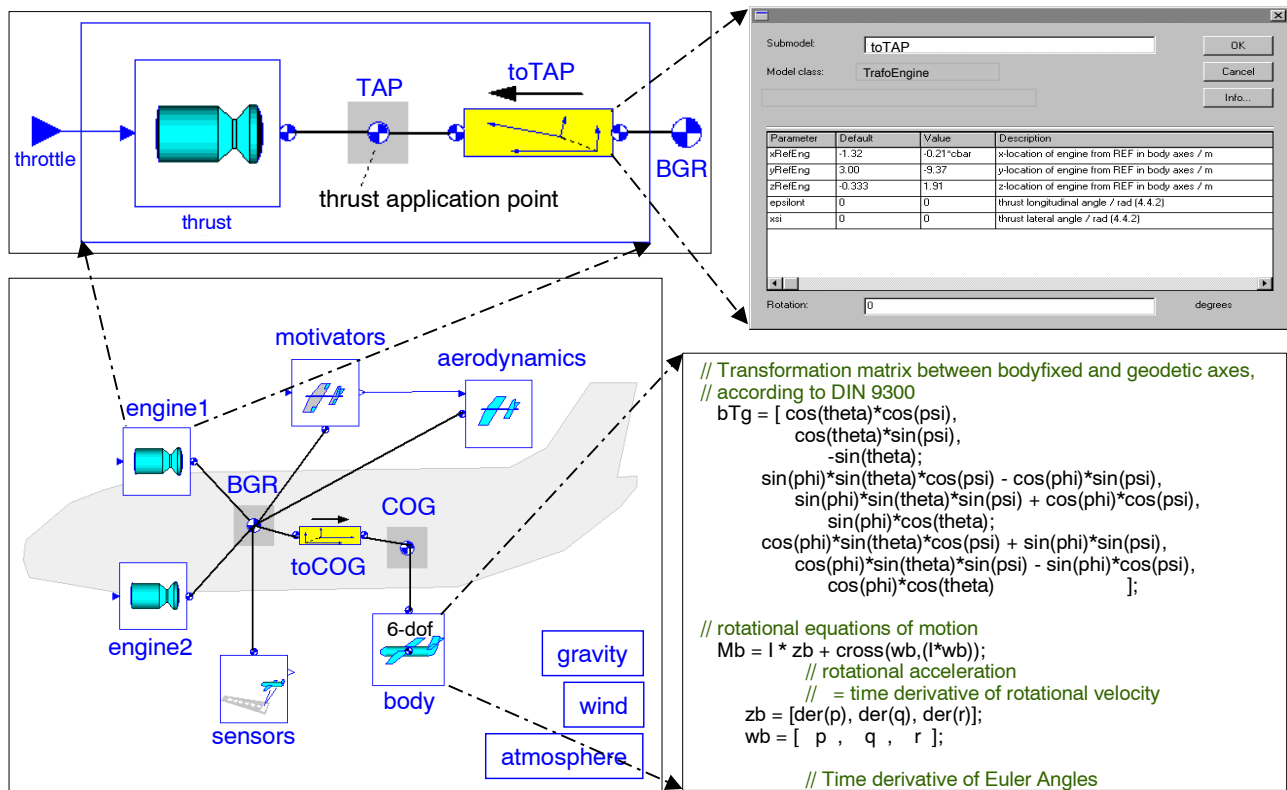 throttle
thrust
TAP
thrust application point
toTAP
BGR
Submodel: toTAP OK
Model class: TrafoEngine Cancel
Info...
Parameter Default Value Description
xRefEng -1.32 -0.21*cbar x-location of engine from REF in body axes / m
yRefEng 3.00 -9.37 y-location of engine from REF in body axes / m
zRefEng -0.333 1.91 z-location of engine from REF in body axes / m
epsilont 0 0 thrust longitudinal angle / rad (4.4.2)
xsi 0 0 thrust lateral angle / rad (4.4.2)
Rotation: 0 degrees
motivators
aerodynamics
engine1
BGR
COG
toCOG
engine2
sensors
6-dof
body
gravity
wind
atmosphere
// Transformation matrix between bodyfixed and geodetic axes,
// according to DIN 9300
bTg = [ cos(theta)*cos(psi),
cos(theta)*sin(psi),
-sin(theta);
sin(phi)*sin(theta)*cos(psi) - cos(phi)*sin(psi),
sin(phi)*sin(theta)*sin(psi) + cos(phi)*cos(psi),
sin(phi)*cos(theta);
cos(phi)*sin(theta)*cos(psi) + sin(phi)*sin(psi),
cos(phi)*sin(theta)*sin(psi) - sin(phi)*cos(psi),
cos(phi)*cos(theta) ];
// rotational equations of motion
Mb = I * zb + cross(wb,(I*wb));
// rotational acceleration
// = time derivative of rotational velocity
zb = [der(p), der(q), der(r)];
wb = [ p , q , r ];
// Time derivative of Euler Angles